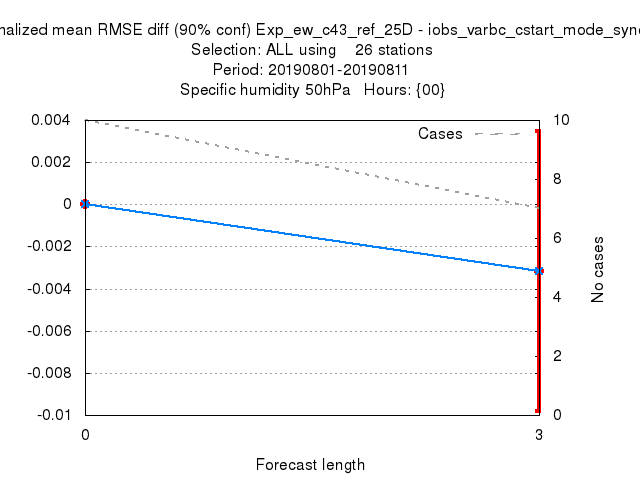 nalized mean RMSE diff (90% conf) Exp_ew_c43_ref_25D - iobs_varbc_cstart_mode_sync
Selection: ALL using 26 stations
Period: 20190801-20190811
Specific humidity 50hPa Hours: {00}
Cases
0.004
0.002
0
-0.002
-0.004
-0.006
-0.008
-0.01
10
8
6
4
2
0
No cases
0 3
Forecast length